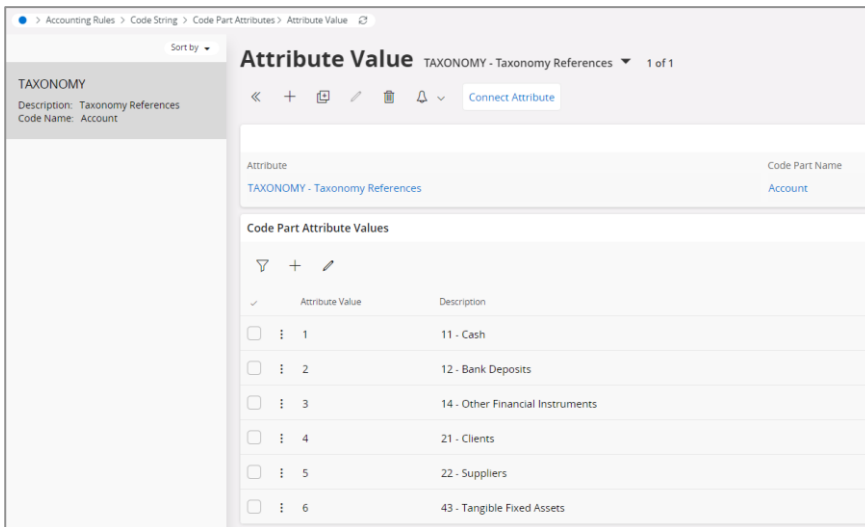 > Accounting Rules > Code String > Code Part Attributes > Attribute Value
Sort by
TAXONOMY
Description: Taxonomy References
Code Name: Account
Attribute Value TAXONOMY - Taxonomy References 1 of 1
Connect Attribute
Attribute Code Part Name
TAXONOMY - Taxonomy References Account
Code Part Attribute Values
Attribute Value Description
1 11 - Cash
2 12 - Bank Deposits
3 14 - Other Financial Instruments
4 21 - Clients
5 22 - Suppliers
6 43 - Tangible Fixed Assets